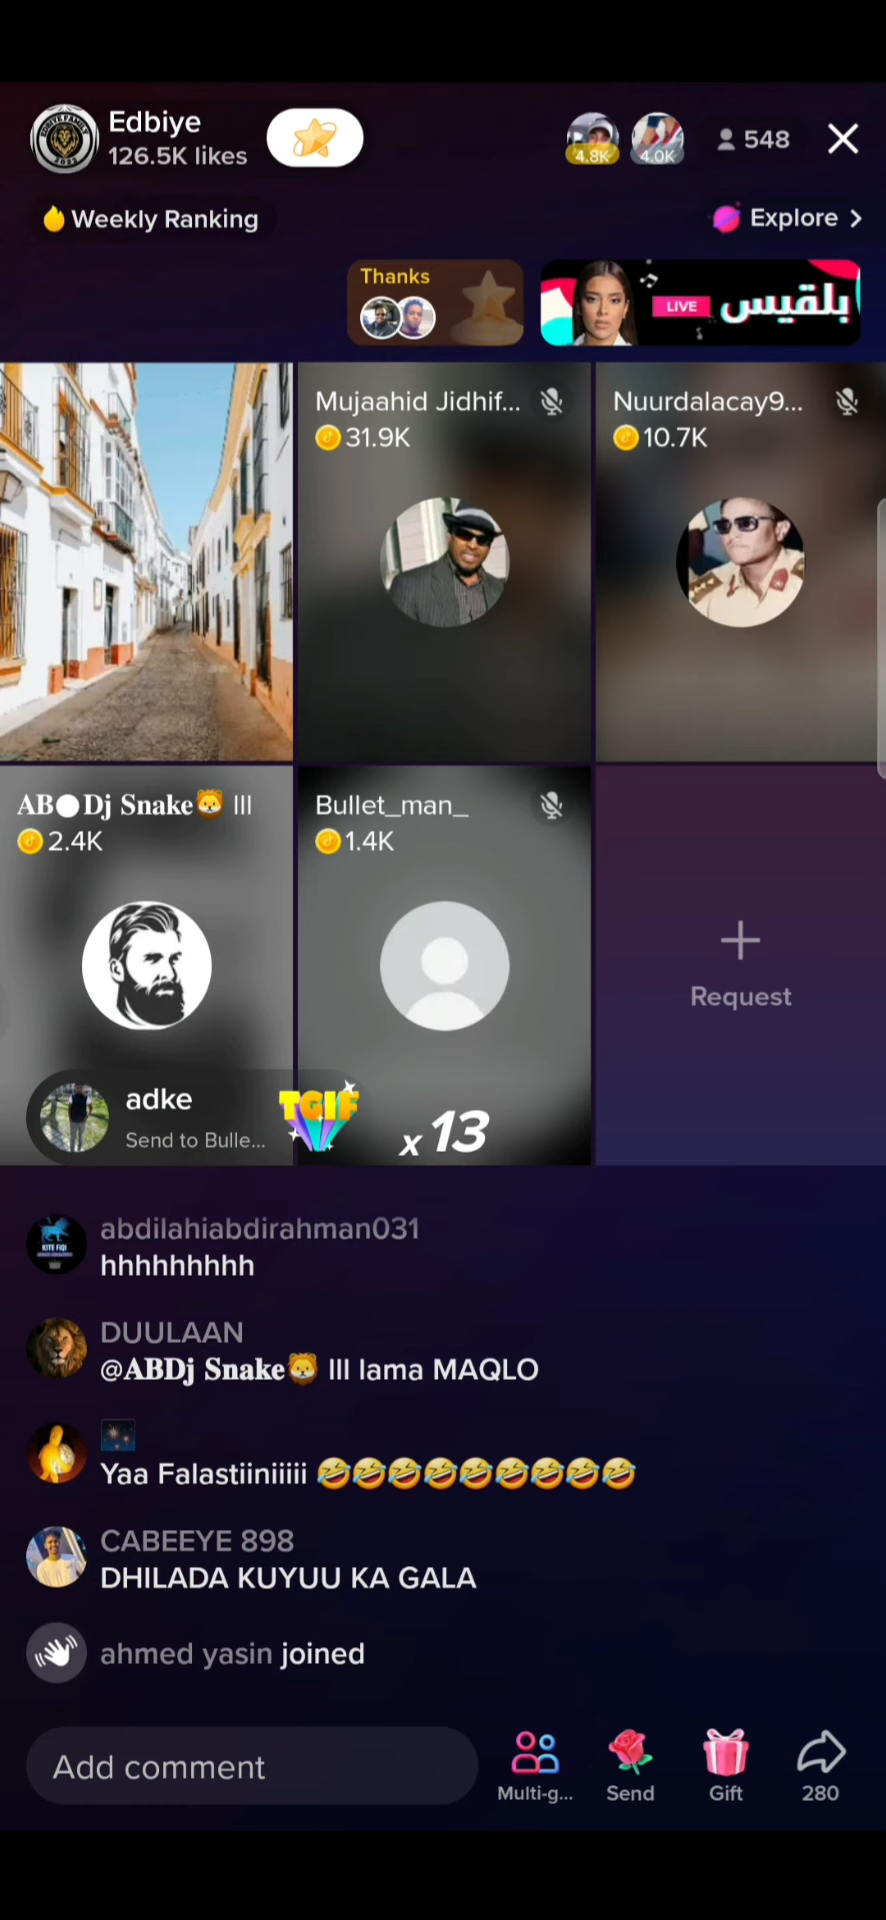 Edbiye
126.5K likes
4.8K
4.0K
548
Weekly Ranking
Explore
Thanks
LIVE
بلقيس
Mujaahid Jidhif...
31.9K
Nuurdalacay9...
10.7K
AB●Dj Snake🦁 III
2.4K
Bullet_man_
1.4K
Request
adke
Send to Bulle...
TGIF
x 13
abdilahiabdirahman031
hhhhhhhhh
DUULAAN
@ABDj Snake🦁 III lama MAQLO
🎆
Yaa Falastiiniiiii 🤣🤣🤣🤣🤣🤣🤣🤣🤣
CABEEYE 898
DHILADA KUYUU KA GALA
ahmed yasin joined
Add comment
Multi-g...
Send
Gift
280